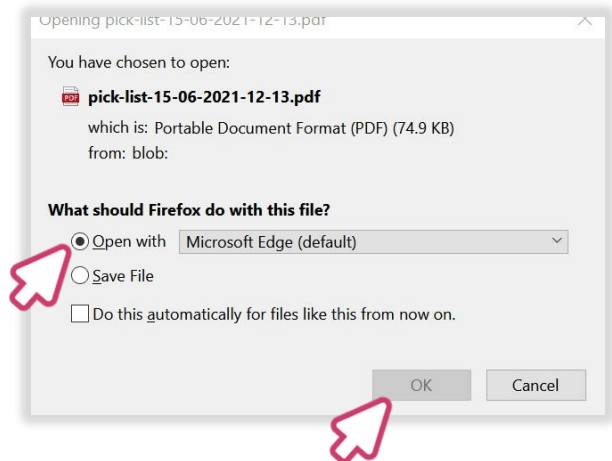 Opening pick-list-15-06-2021-12-13.pdf
You have chosen to open:
PDF pick-list-15-06-2021-12-13.pdf
which is: Portable Document Format (PDF) (74.9 KB)
from: blob:
What should Firefox do with this file?
Open with Microsoft Edge (default)
Save File
Do this automatically for files like this from now on.
OK Cancel